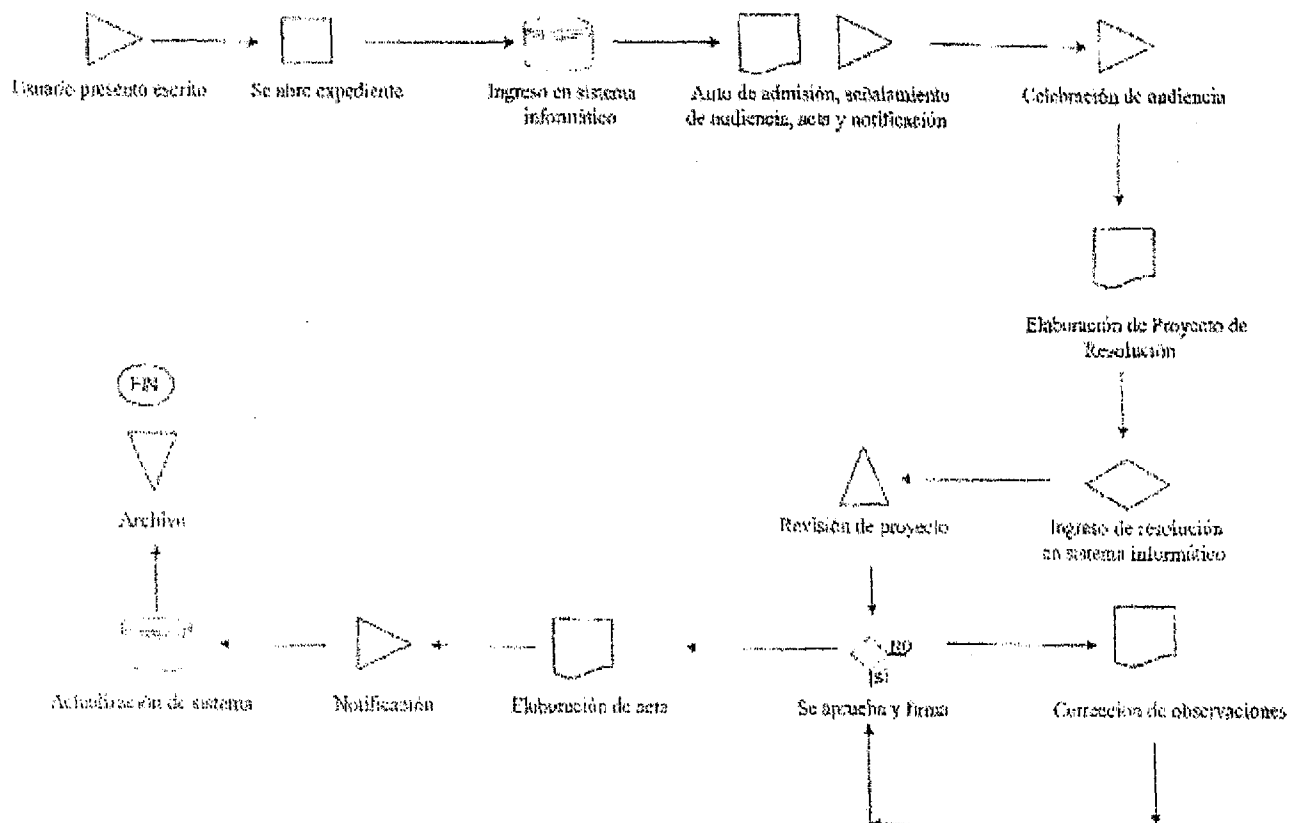 Usuario presento escrito
Se abre expediente
Ingreso en sistema
informático
Auto de admisión, señalamiento
de audiencia, acta y notificación
Celebración de audiencia
Elaboración de Proyecto de
Resolución
FIN
Archivo
Revisión de proyecto
Ingreso de resolución
en sistema informático
no
si
Actualización de sistema
Notificación
Elaboración de acta
Se aprueba y firma
Corrección de observaciones